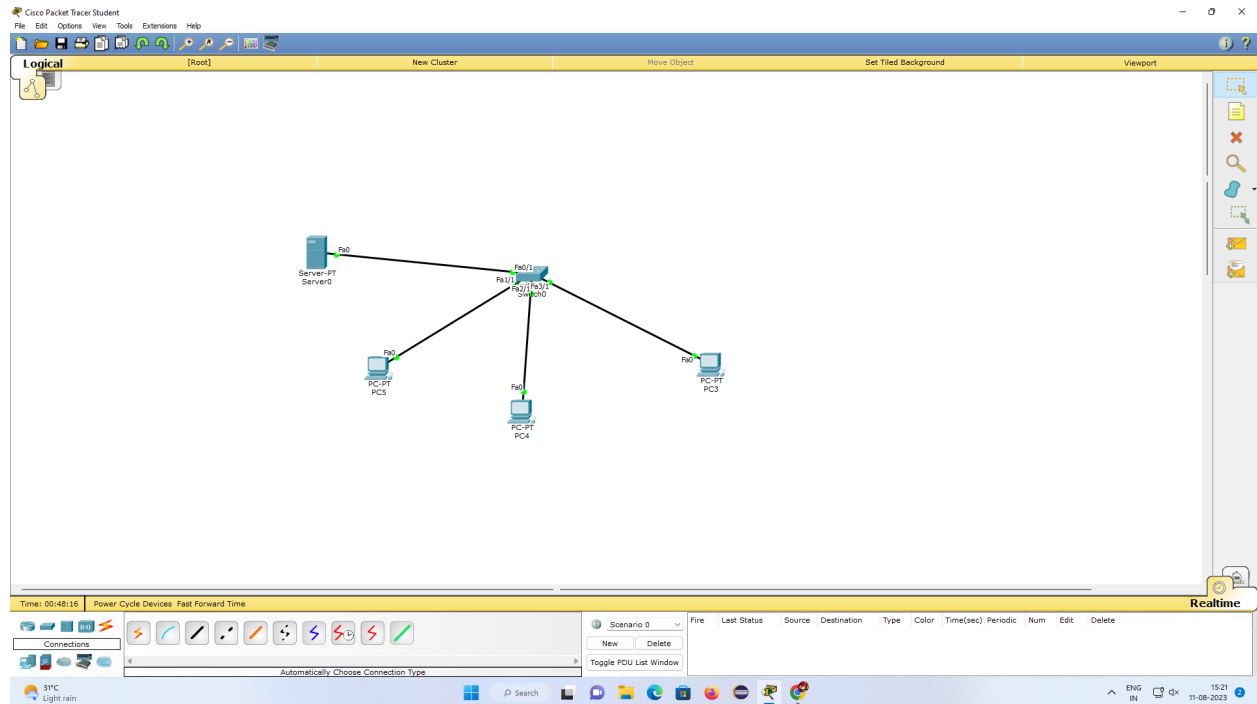 Cisco Packet Tracer Student
File Edit Options View Tools Extensions Help
Logical [Root] New Cluster Move Object Set Tiled Background Viewport
Fa0
Server-PT
Server0
Fa0/1
Fa1/1
Fa2/1 Fa3/1
Switch0
Fa0
PC-PT
PC5
Fa0
PC-PT
PC4
Fa0
PC-PT
PC3
Time: 00:48:16 Power Cycle Devices Fast Forward Time Realtime
Connections
Automatically Choose Connection Type
Scenario 0
New Delete
Toggle PDU List Window
Fire Last Status Source Destination Type Color Time(sec) Periodic Num Edit Delete
31°C
Light rain
Search
ENG
IN
15:21
11-08-2023
2